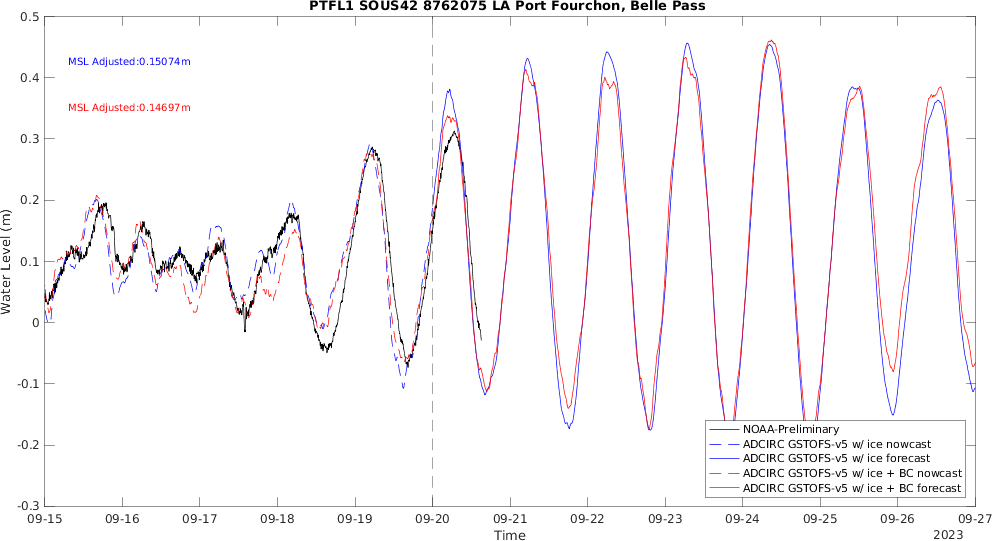 PTFL1 SOUS42 8762075 LA Port Fourchon, Belle Pass
MSL Adjusted:0.15074m
MSL Adjusted:0.14697m
Water Level (m)
0.5
0.4
0.3
0.2
0.1
0
-0.1
-0.2
-0.3
NOAA-Preliminary
ADCIRC GSTOFS-v5 w/ ice nowcast
ADCIRC GSTOFS-v5 w/ ice forecast
ADCIRC GSTOFS-v5 w/ ice + BC nowcast
ADCIRC GSTOFS-v5 w/ ice + BC forecast
09-15 09-16 09-17 09-18 09-19 09-20 09-21 09-22 09-23 09-24 09-25 09-26 09-27
Time
2023